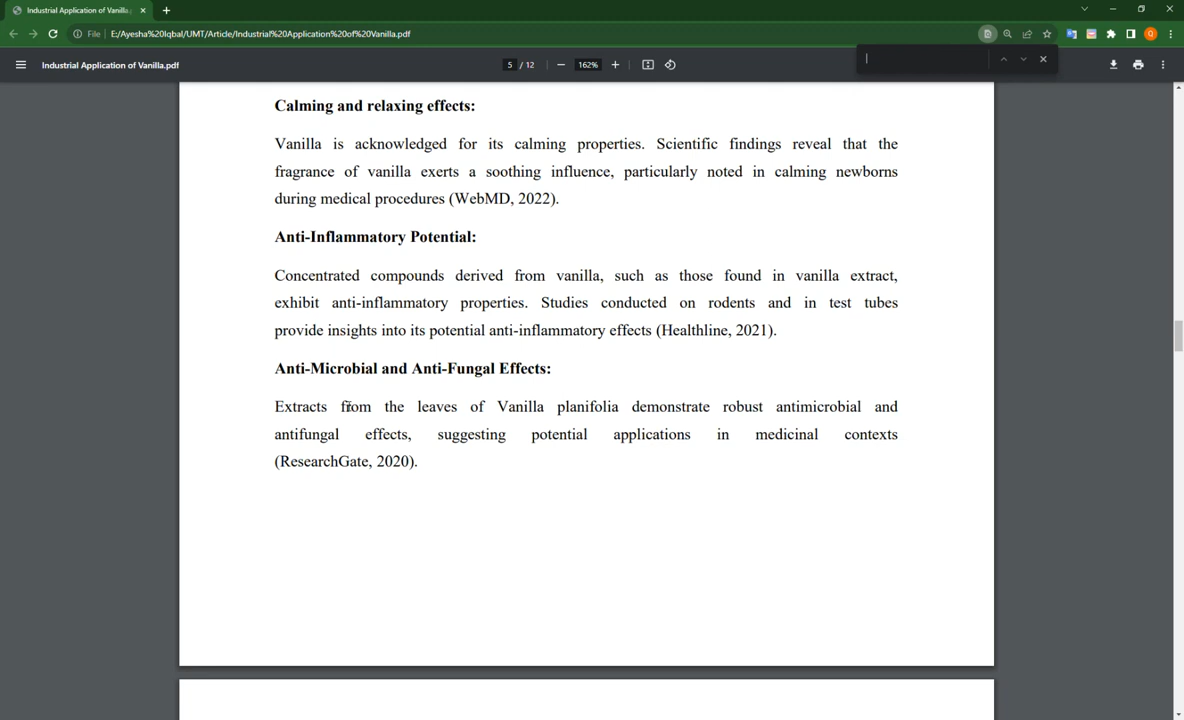 Industrial Application of Vanilla
File
E:/Ayesha%20Iqbal/UMT/Article/Industrial%20Application%20of%20Vanilla.pdf
Q
Industrial Application of Vanilla.pdf
5 / 12
162%
Calming and relaxing effects:
Vanilla is acknowledged for its calming properties. Scientific findings reveal that the
fragrance of vanilla exerts a soothing influence, particularly noted in calming newborns
during medical procedures (WebMD, 2022).
Anti-Inflammatory Potential:
Concentrated compounds derived from vanilla, such as those found in vanilla extract,
exhibit anti-inflammatory properties. Studies conducted on rodents and in test tubes
provide insights into its potential anti-inflammatory effects (Healthline, 2021).
Anti-Microbial and Anti-Fungal Effects:
Extracts from the leaves of Vanilla planifolia demonstrate robust antimicrobial and
antifungal effects, suggesting potential applications in medicinal contexts
(ResearchGate, 2020).